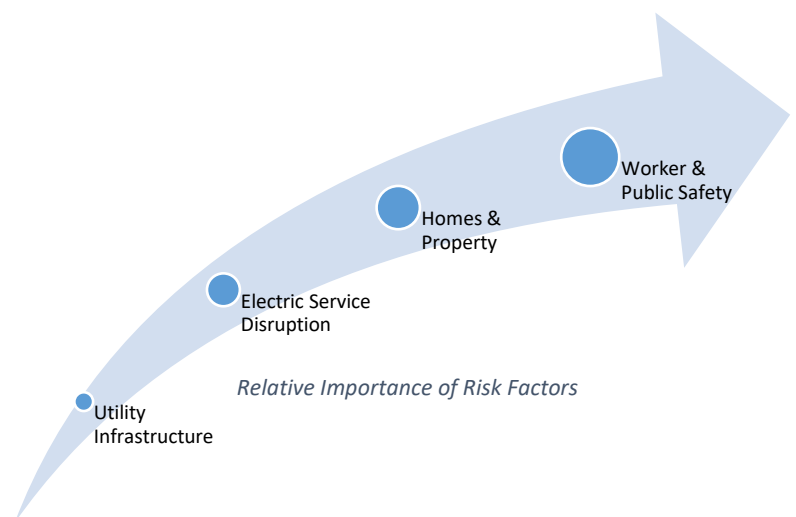 Worker &
Public Safety
Homes &
Property
Electric Service
Disruption
Relative Importance of Risk Factors
Utility
Infrastructure